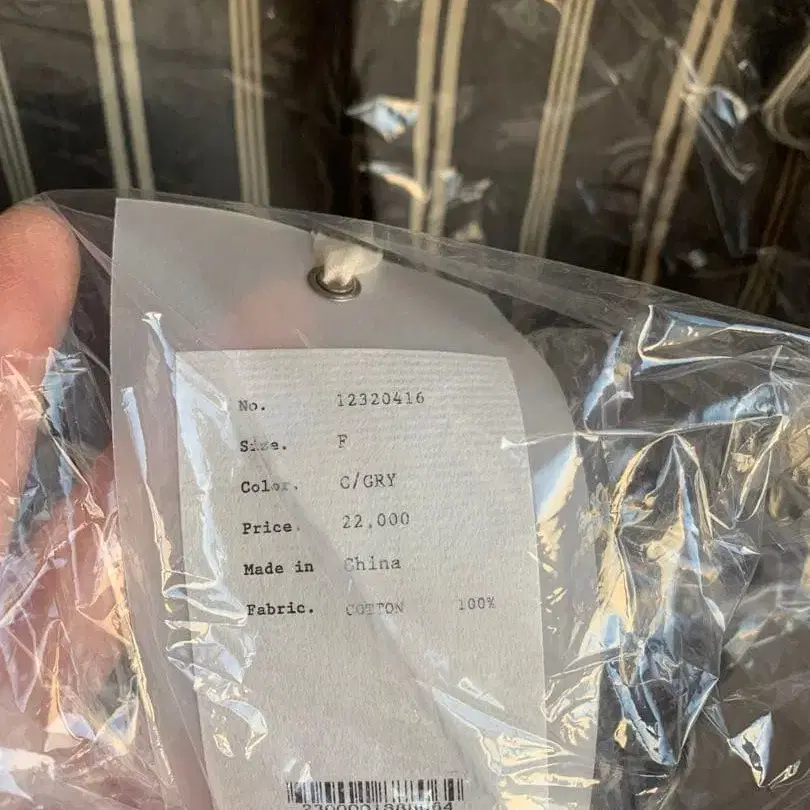 No. 12320416
Size. F
Color. C/GRY
Price. 22,000
Made in China
Fabric. COTTON 100%